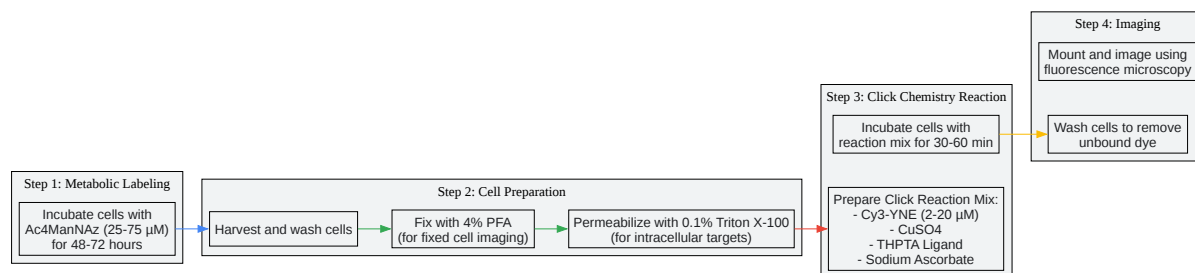 Step 1: Metabolic Labeling
Incubate cells with
Ac4ManNAz (25-75 µM)
for 48-72 hours
Step 2: Cell Preparation
Harvest and wash cells
Fix with 4% PFA
(for fixed cell imaging)
Permeabilize with 0.1% Triton X-100
(for intracellular targets)
Step 3: Click Chemistry Reaction
Incubate cells with
reaction mix for 30-60 min
Prepare Click Reaction Mix:
- Cy3-YNE (2-20 µM)
- CuSO4
- THPTA Ligand
- Sodium Ascorbate
Step 4: Imaging
Mount and image using
fluorescence microscopy
Wash cells to remove
unbound dye